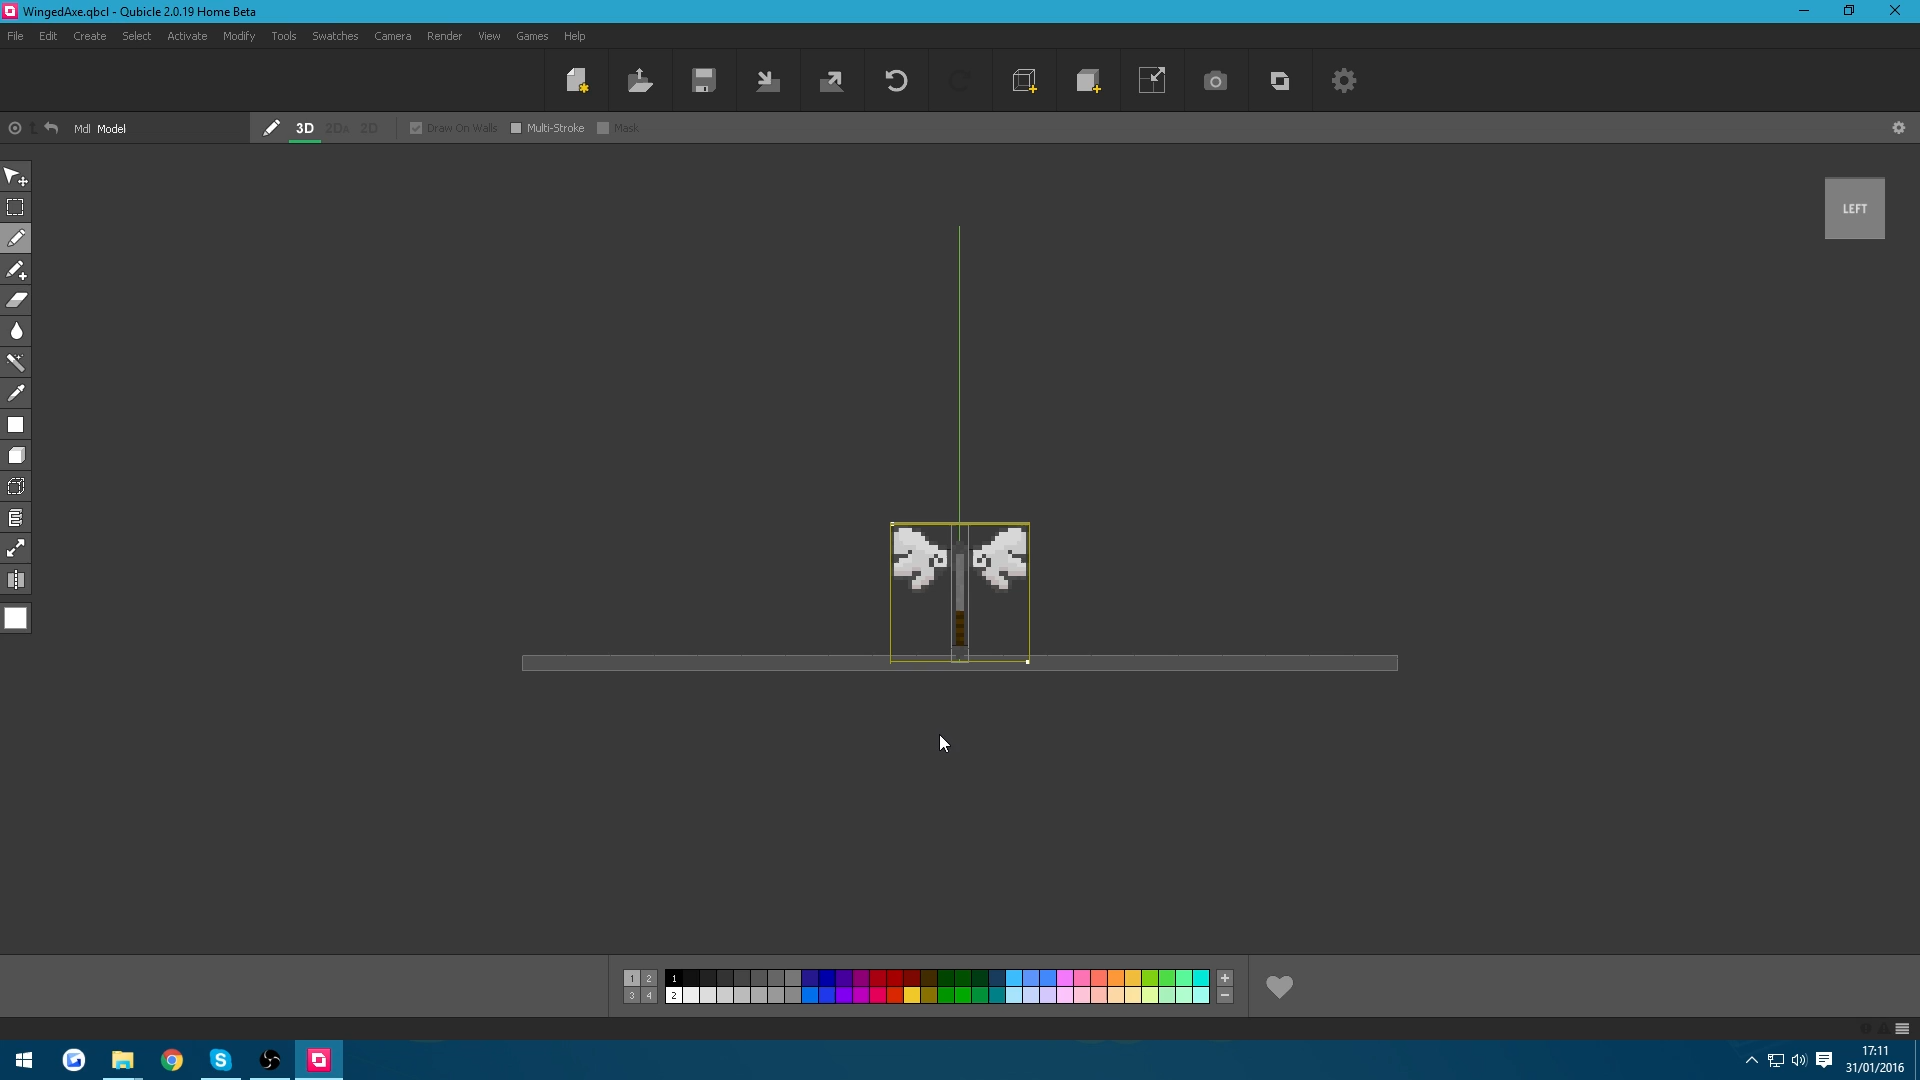 WingedAxe.qbcl - Qubicle 2.0.19 Home Beta
File Edit Create Select Activate Modify Tools Swatches Camera Render View Games Help
Mdl Model 3D 2DA 2D Draw On Walls Multi-Stroke Mask
LEFT
1 2 1
3 4 2
17:11
31/01/2016